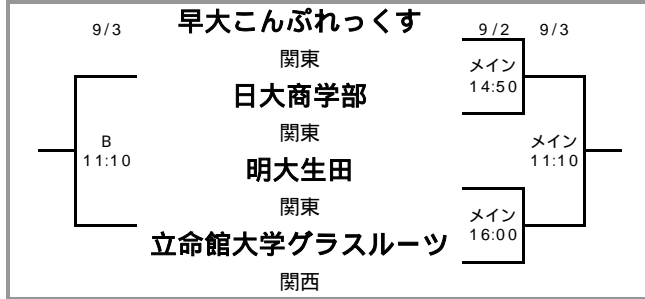 9/3
早大こんぷれっくす
9/2
9/3
関東
メイン
14:50
日大商学部
関東
B
11:10
メイン
11:10
明大生田
関東
メイン
16:00
立命館大学グラスルーツ
関西